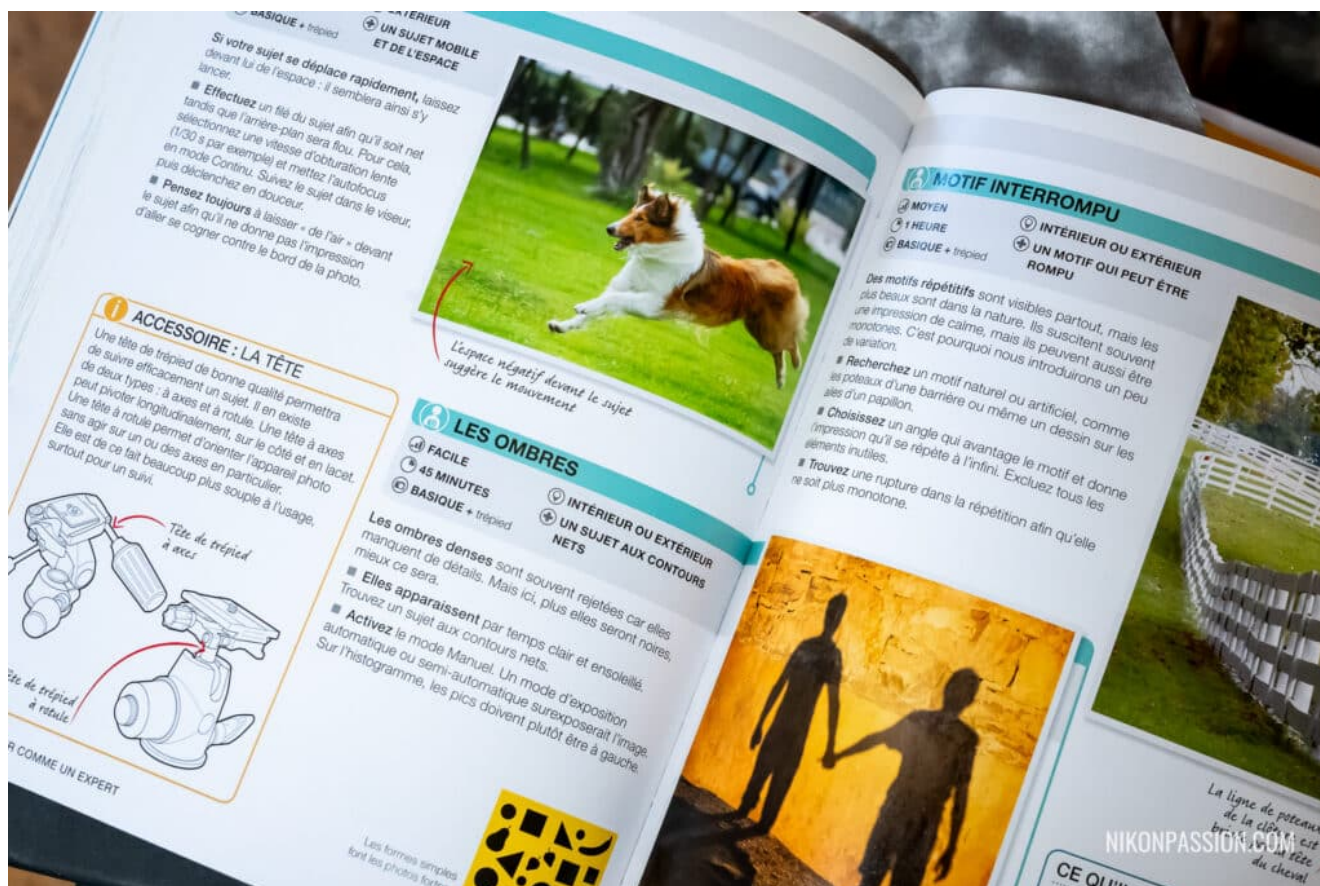 BASIQUE + trépied
EXTÉRIEUR
UN SUJET MOBILE
ET DE L'ESPACE
Si votre sujet se déplace rapidement, laissez
devant lui de l'espace : il semblera ainsi s'y
lancer.
■ Effectuez un filé du sujet afin qu'il soit net
tandis que l'arrière-plan sera flou. Pour cela,
sélectionnez une vitesse d'obturation lente
(1/30 s par exemple) et mettez l'autofocus
en mode Continu. Suivez le sujet dans le viseur,
puis déclenchez en douceur.
■ Pensez toujours à laisser « de l'air » devant
le sujet afin qu'il ne donne pas l'impression
d'aller se cogner contre le bord de la photo.
L'espace négatif devant le sujet
suggère le mouvement
i ACCESSOIRE : LA TÊTE
Une tête de trépied de bonne qualité permettra
de suivre efficacement un sujet. Il en existe
de deux types : à axes et à rotule. Une tête à axes
peut pivoter longitudinalement, sur le côté et en lacet.
Une tête à rotule permet d'orienter l'appareil photo
sans agir sur un ou des axes en particulier.
Elle est de ce fait beaucoup plus souple à l'usage,
surtout pour un suivi.
Tête de trépied
à axes
tête de trépied
à rotule
R COMME UN EXPERT
LES OMBRES
FACILE
45 MINUTES
BASIQUE + trépied
INTÉRIEUR OU EXTÉRIEUR
UN SUJET AUX CONTOURS
NETS
Les ombres denses sont souvent rejetées car elles
manquent de détails. Mais ici, plus elles seront noires,
mieux ce sera.
■ Elles apparaissent par temps clair et ensoleillé.
Trouvez un sujet aux contours nets.
■ Activez le mode Manuel. Un mode d'exposition
automatique ou semi-automatique surexposerait l'image.
Sur l'histogramme, les pics doivent plutôt être à gauche.
Les formes simples
font les photos fortes
MOTIF INTERROMPU
MOYEN
1 HEURE
BASIQUE + trépied
INTÉRIEUR OU EXTÉRIEUR
UN MOTIF QUI PEUT ÊTRE
ROMPU
Des motifs répétitifs sont visibles partout, mais les
plus beaux sont dans la nature. Ils suscitent souvent
une impression de calme, mais ils peuvent aussi être
monotones. C'est pourquoi nous introduirons un peu
de variation.
■ Recherchez un motif naturel ou artificiel, comme
les poteaux d'une barrière ou même un dessin sur les
ailes d'un papillon.
■ Choisissez un angle qui avantage le motif et donne
l'impression qu'il se répète à l'infini. Excluez tous les
éléments inutiles.
■ Trouvez une rupture dans la répétition afin qu'elle
ne soit plus monotone.
La ligne de poteaux
de la clôture est
tête
du cheval
CE QU'
NIKONPASSION.COM